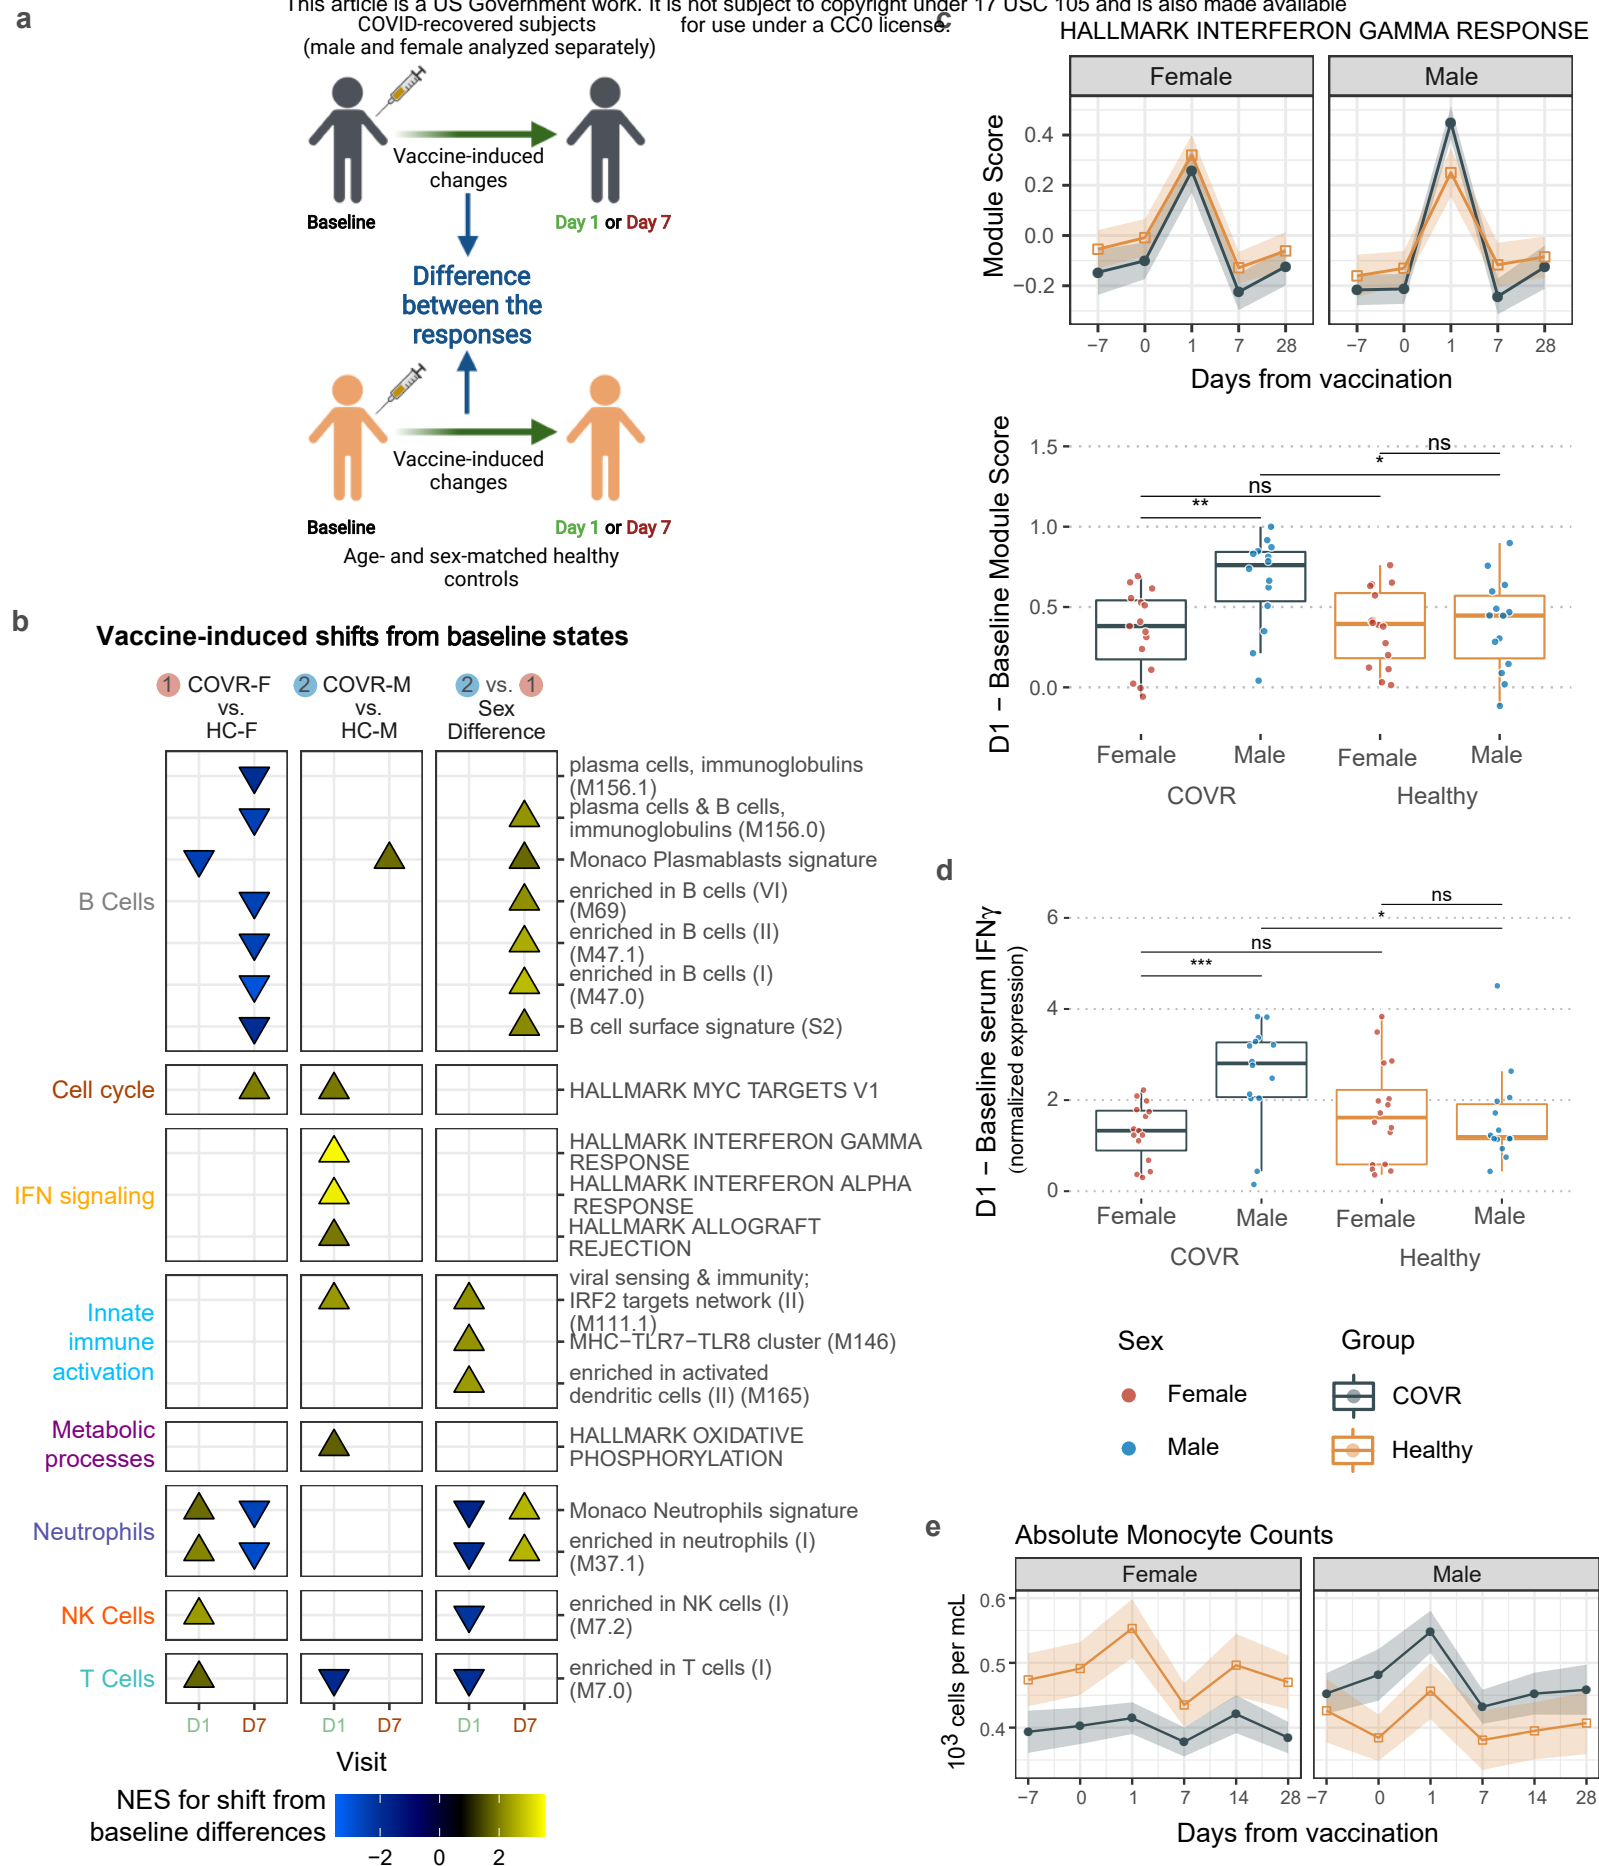 This article is a US Government work. It is not subject to copyright under 17 USC 105 and is also made available
for use under a CC0 license.
a
COVID-recovered subjects
(male and female analyzed separately)
Vaccine-induced
changes
Baseline
Day 1 or Day 7
Difference
between the
responses
Vaccine-induced
changes
Baseline
Day 1 or Day 7
Age- and sex-matched healthy
controls
b
Vaccine-induced shifts from baseline states
1 COVR-F
vs.
HC-F
2 COVR-M
vs.
HC-M
2 vs. 1
Sex
Difference
B Cells
plasma cells, immunoglobulins
(M156.1)
plasma cells & B cells,
immunoglobulins (M156.0)
Monaco Plasmablasts signature
enriched in B cells (VI)
(M69)
enriched in B cells (II)
(M47.1)
enriched in B cells (I)
(M47.0)
B cell surface signature (S2)
Cell cycle
HALLMARK MYC TARGETS V1
IFN signaling
HALLMARK INTERFERON GAMMA
RESPONSE
HALLMARK INTERFERON ALPHA
RESPONSE
HALLMARK ALLOGRAFT
REJECTION
Innate
immune
activation
viral sensing & immunity;
IRF2 targets network (II)
(M111.1)
MHC−TLR7−TLR8 cluster (M146)
enriched in activated
dendritic cells (II) (M165)
Metabolic
processes
HALLMARK OXIDATIVE
PHOSPHORYLATION
Neutrophils
Monaco Neutrophils signature
enriched in neutrophils (I)
(M37.1)
NK Cells
enriched in NK cells (I)
(M7.2)
T Cells
enriched in T cells (I)
(M7.0)
D1 D7 D1 D7 D1 D7
Visit
NES for shift from
baseline differences
−2 0 2
c
HALLMARK INTERFERON GAMMA RESPONSE
Female
Male
Module Score
0.4
0.2
0.0
−0.2
−7 0 1 7 28
−7 0 1 7 28
Days from vaccination
D1 − Baseline Module Score
1.5
1.0
0.5
0.0
ns
*
ns
**
Female Male Female Male
COVR Healthy
d
D1 − Baseline serum IFNγ
(normalized expression)
6
4
2
0
ns
*
ns
***
Female Male Female Male
COVR Healthy
Sex
Female
Male
Group
COVR
Healthy
e
Absolute Monocyte Counts
Female
Male
10³ cells per mcL
0.6
0.5
0.4
−7 0 1 7 14 28
−7 0 1 7 14 28
Days from vaccination